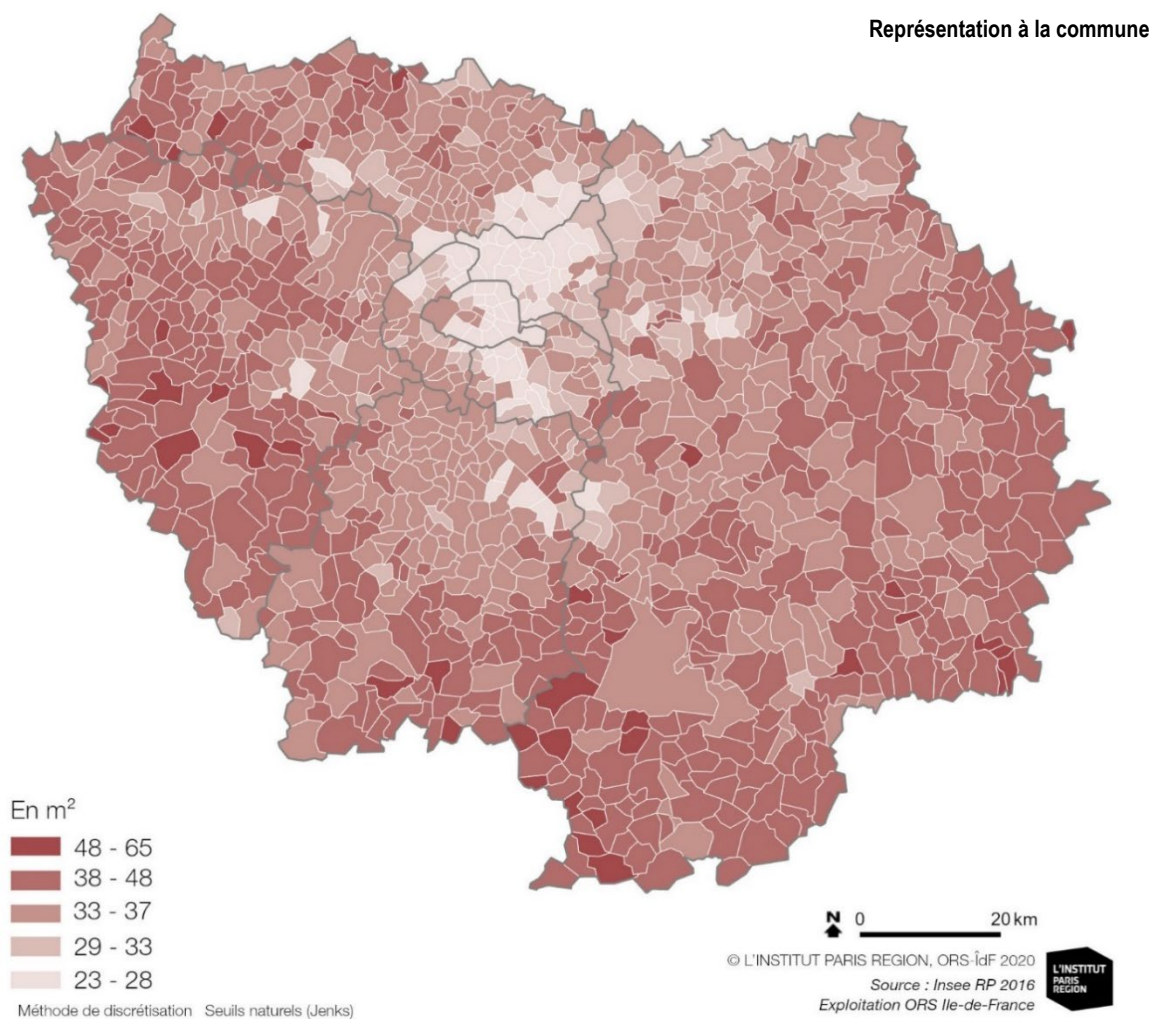 Représentation à la commune
En m²
48 - 65
38 - 48
33 - 37
29 - 33
23 - 28
Méthode de discrétisation Seuils naturels (Jenks)
N 0 20 km
© L'INSTITUT PARIS REGION, ORS-ÎdF 2020
Source : Insee RP 2016
Exploitation ORS Ile-de-France
L'INSTITUT
PARIS
REGION